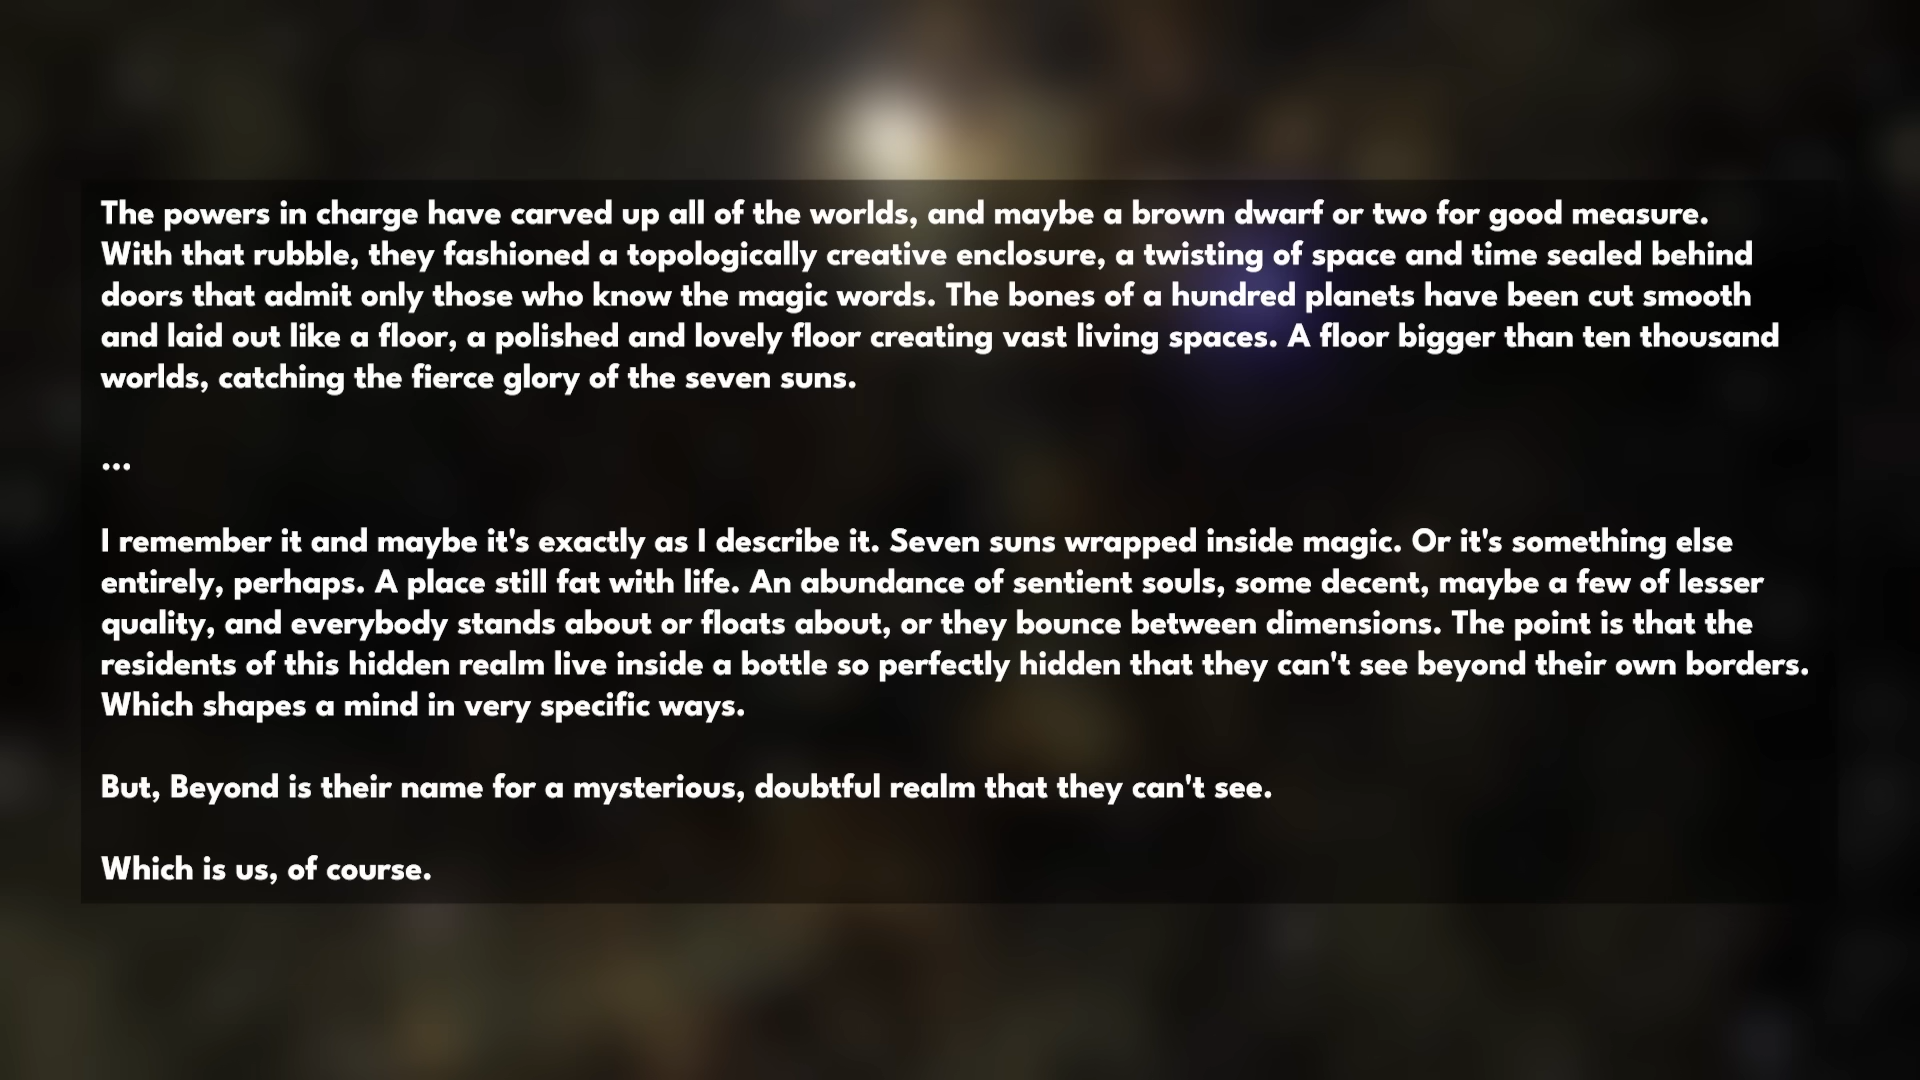 The powers in charge have carved up all of the worlds, and maybe a brown dwarf or two for good measure.
With that rubble, they fashioned a topologically creative enclosure, a twisting of space and time sealed behind
doors that admit only those who know the magic words. The bones of a hundred planets have been cut smooth
and laid out like a floor, a polished and lovely floor creating vast living spaces. A floor bigger than ten thousand
worlds, catching the fierce glory of the seven suns.
...
I remember it and maybe it's exactly as I describe it. Seven suns wrapped inside magic. Or it's something else
entirely, perhaps. A place still fat with life. An abundance of sentient souls, some decent, maybe a few of lesser
quality, and everybody stands about or floats about, or they bounce between dimensions. The point is that the
residents of this hidden realm live inside a bottle so perfectly hidden that they can't see beyond their own borders.
Which shapes a mind in very specific ways.
But, Beyond is their name for a mysterious, doubtful realm that they can't see.
Which is us, of course.